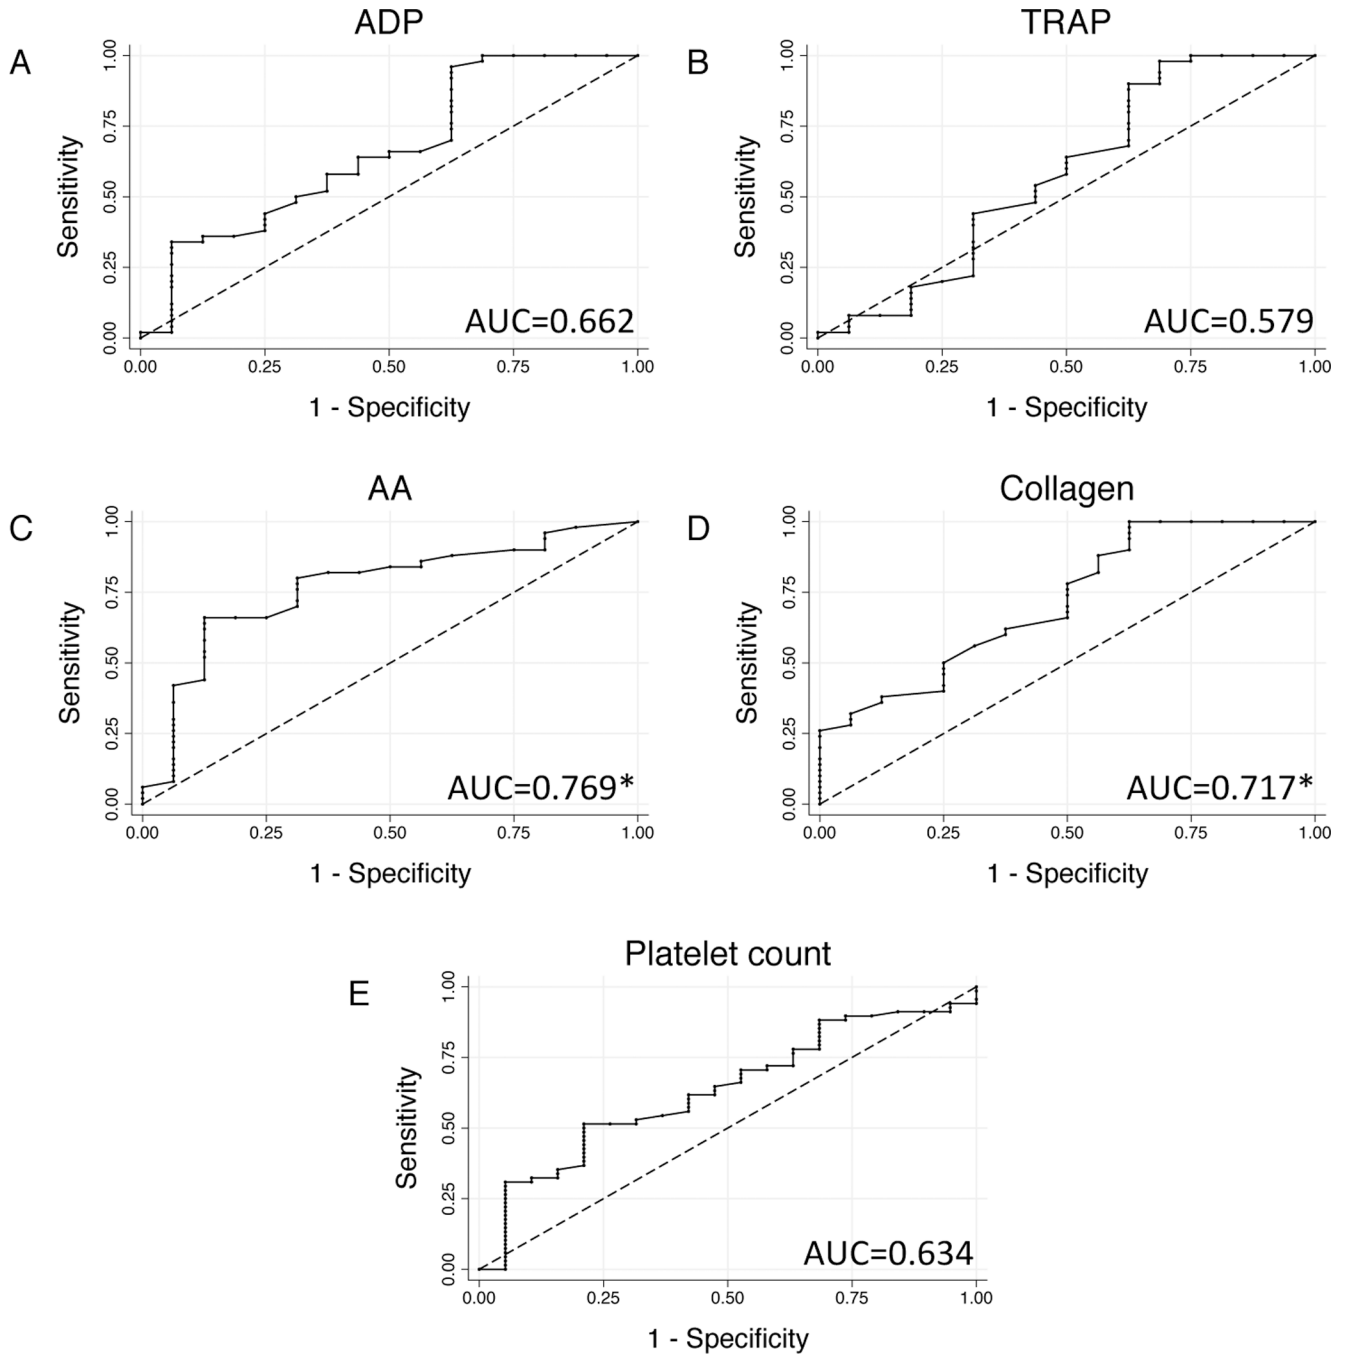 ADP
A
Sensitivity
1.00
0.75
0.50
0.25
0.00
AUC=0.662
0.00 0.25 0.50 0.75 1.00
1 - Specificity
TRAP
B
Sensitivity
1.00
0.75
0.50
0.25
0.00
AUC=0.579
0.00 0.25 0.50 0.75 1.00
1 - Specificity
AA
C
Sensitivity
1.00
0.75
0.50
0.25
0.00
AUC=0.769*
0.00 0.25 0.50 0.75 1.00
1 - Specificity
Collagen
D
Sensitivity
1.00
0.75
0.50
0.25
0.00
AUC=0.717*
0.00 0.25 0.50 0.75 1.00
1 - Specificity
Platelet count
E
Sensitivity
1.00
0.75
0.50
0.25
0.00
AUC=0.634
0.00 0.25 0.50 0.75 1.00
1 - Specificity